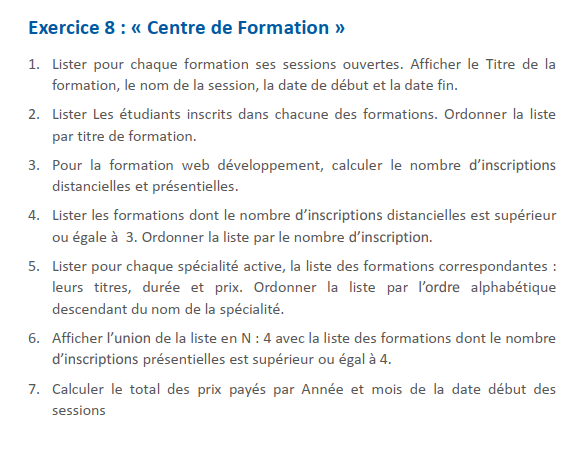 Exercice 8 : « Centre de Formation »
1. Lister pour chaque formation ses sessions ouvertes. Afficher le Titre de la
formation, le nom de la session, la date de début et la date fin.
2. Lister Les étudiants inscrits dans chacune des formations. Ordonner la liste
par titre de formation.
3. Pour la formation web développement, calculer le nombre d’inscriptions
distancielles et présentielles.
4. Lister les formations dont le nombre d’inscriptions distancielles est supérieur
ou égale à 3. Ordonner la liste par le nombre d’inscription.
5. Lister pour chaque spécialité active, la liste des formations correspondantes :
leurs titres, durée et prix. Ordonner la liste par l’ordre alphabétique
descendant du nom de la spécialité.
6. Afficher l’union de la liste en N : 4 avec la liste des formations dont le nombre
d’inscriptions présentielles est supérieur ou égal à 4.
7. Calculer le total des prix payés par Année et mois de la date début des
sessions